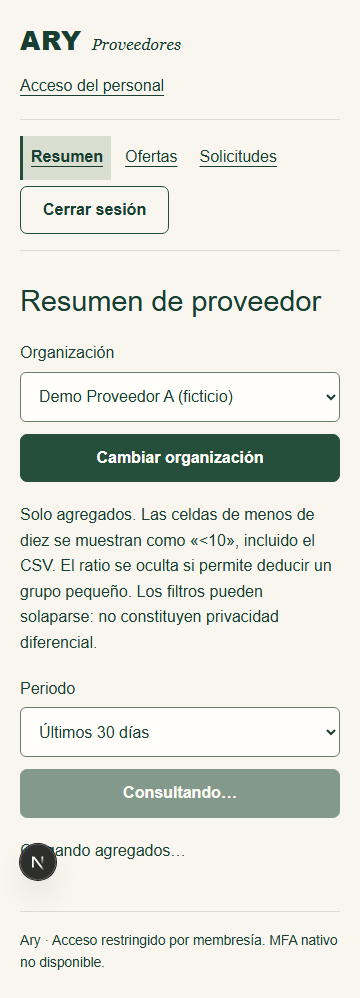 ARY Proveedores
Acceso del personal
Resumen Ofertas Solicitudes
Cerrar sesión
Resumen de proveedor
Organización
Demo Proveedor A (ficticio)
Cambiar organización
Solo agregados. Las celdas de menos de
diez se muestran como «<10», incluido el
CSV. El ratio se oculta si permite deducir un
grupo pequeño. Los filtros pueden
solaparse: no constituyen privacidad
diferencial.
Periodo
Últimos 30 días
Consultando…
agregados…
N
Ary · Acceso restringido por membresía. MFA nativo
no disponible.